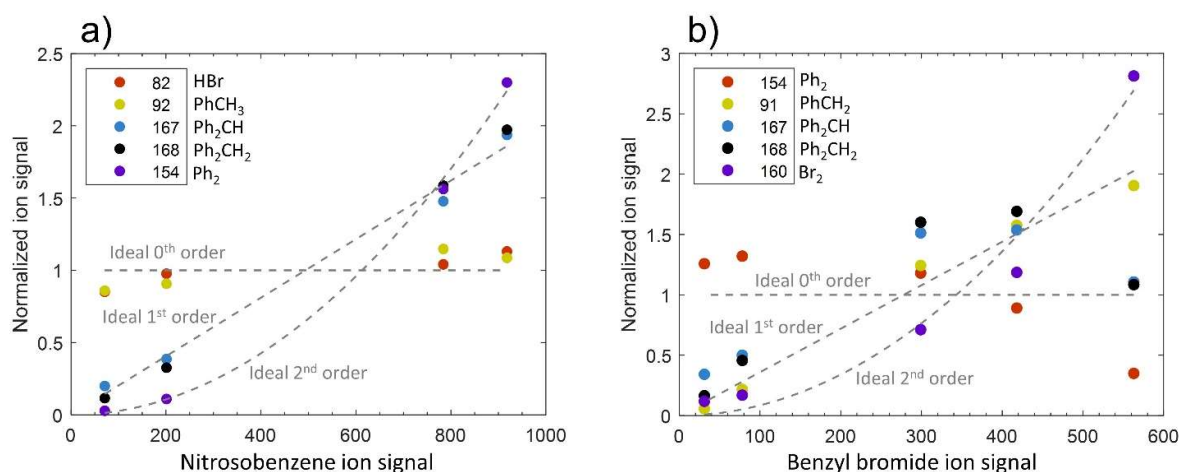 a)
Normalized ion signal
2.5
2
1.5
1
0.5
0
82 HBr
92 PhCH₃
167 Ph₂CH
168 Ph₂CH₂
154 Ph₂
Ideal 0th order
Ideal 1st order
Ideal 2nd order
0 200 400 600 800 1000
Nitrosobenzene ion signal
b)
Normalized ion signal
3
2.5
2
1.5
1
0.5
0
154 Ph₂
91 PhCH₂
167 Ph₂CH
168 Ph₂CH₂
160 Br₂
Ideal 0th order
Ideal 1st order
Ideal 2nd order
0 100 200 300 400 500 600
Benzyl bromide ion signal